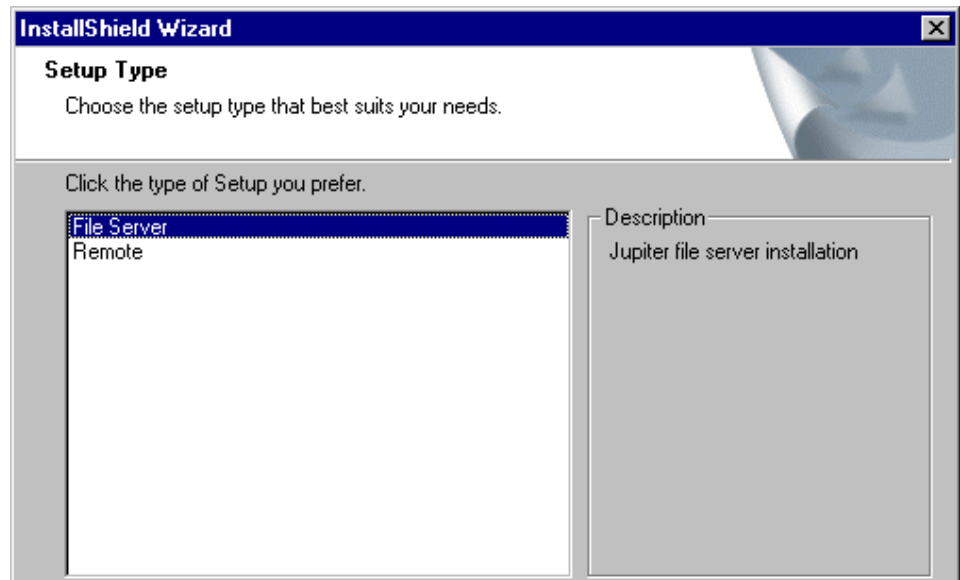 InstallShield Wizard
Setup Type
Choose the setup type that best suits your needs.
Click the type of Setup you prefer.
File Server
Remote
Description
Jupiter file server installation